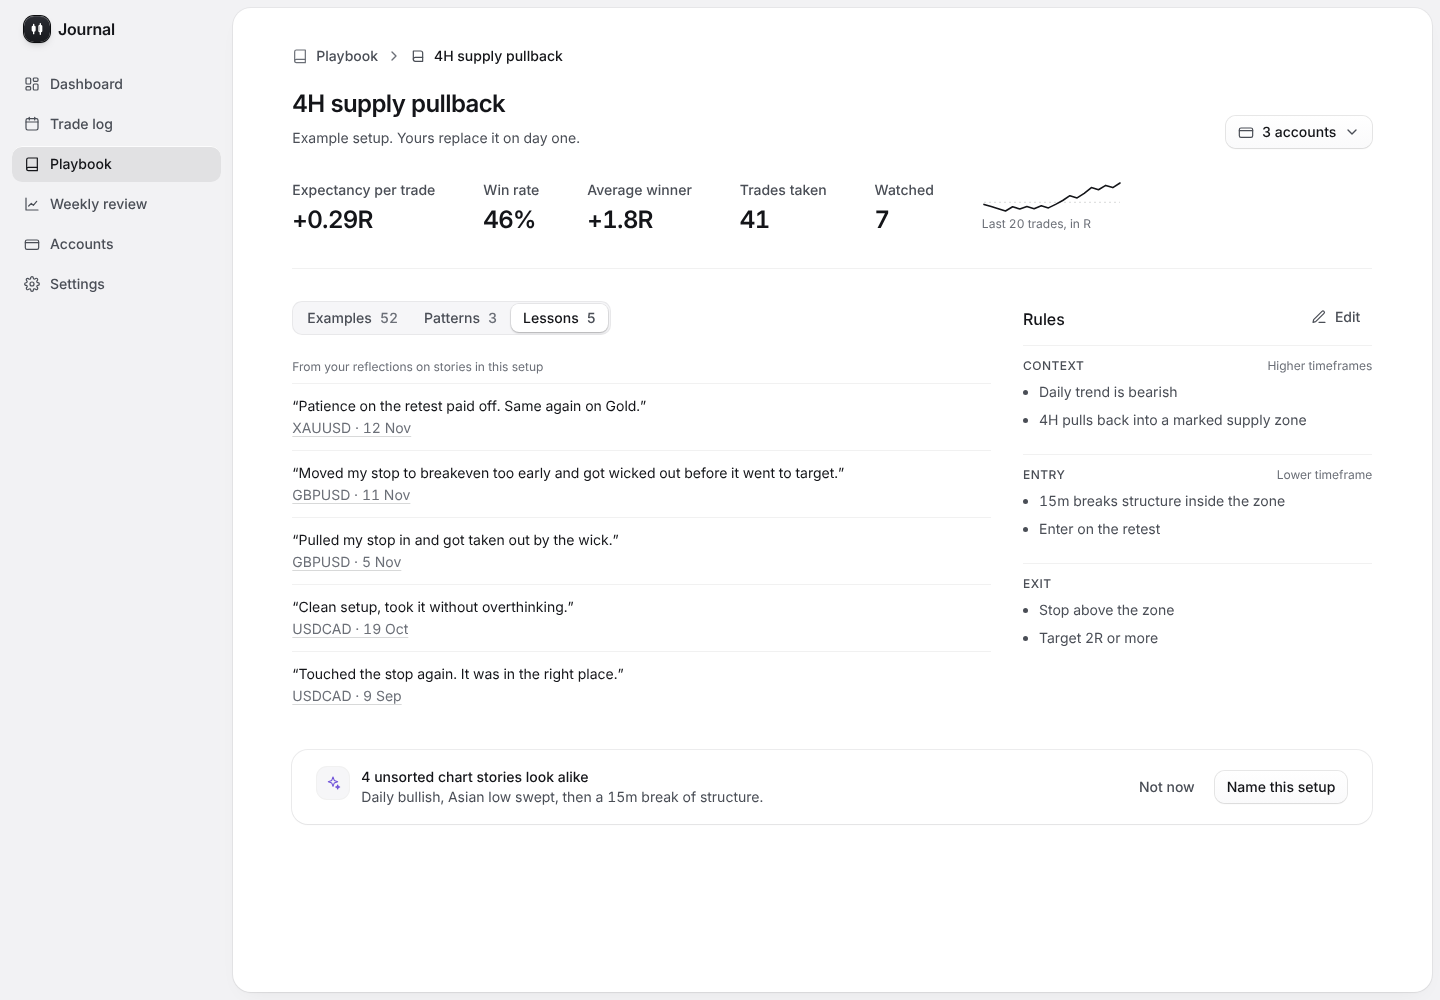 Journal
Dashboard
Trade log
Playbook
Weekly review
Accounts
Settings
Playbook
4H supply pullback
4H supply pullback
Example setup. Yours replace it on day one.
3 accounts
Expectancy per trade
+0.29R
Win rate
46%
Average winner
+1.8R
Trades taken
41
Watched
7
Last 20 trades, in R
Examples 52
Patterns 3
Lessons 5
From your reflections on stories in this setup
“Patience on the retest paid off. Same again on Gold.”
XAUUSD · 12 Nov
“Moved my stop to breakeven too early and got wicked out before it went to target.”
GBPUSD · 11 Nov
“Pulled my stop in and got taken out by the wick.”
GBPUSD · 5 Nov
“Clean setup, took it without overthinking.”
USDCAD · 19 Oct
“Touched the stop again. It was in the right place.”
USDCAD · 9 Sep
Rules
Edit
CONTEXT
Higher timeframes
• Daily trend is bearish
• 4H pulls back into a marked supply zone
ENTRY
Lower timeframe
• 15m breaks structure inside the zone
• Enter on the retest
EXIT
• Stop above the zone
• Target 2R or more
4 unsorted chart stories look alike
Daily bullish, Asian low swept, then a 15m break of structure.
Not now
Name this setup